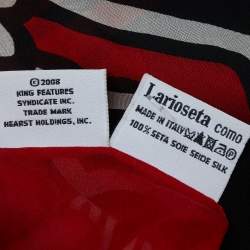 ©2008
KING FEATURES
SYNDICATE INC.
TRADE MARK
HEARST HOLDINGS, INC.
Larioseta como
MADE IN ITALY
100% SETA SOIE SEIDE SILK